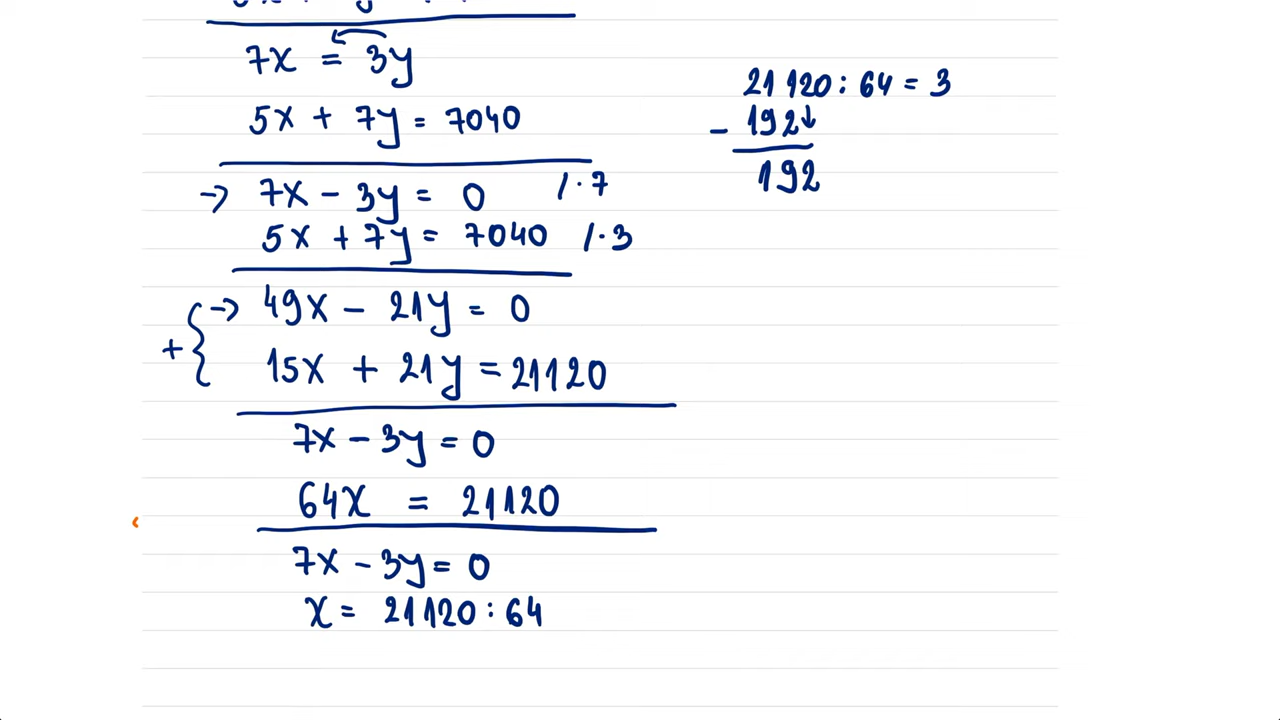 7x = 3y
5x + 7y = 7040
→ 7x - 3y = 0 /·7
5x + 7y = 7040 /·3
+ { → 49x - 21y = 0
15x + 21y = 21120
7x - 3y = 0
64x = 21120
7x - 3y = 0
x = 21120 : 64
21120 : 64 = 3
- 192↓
192